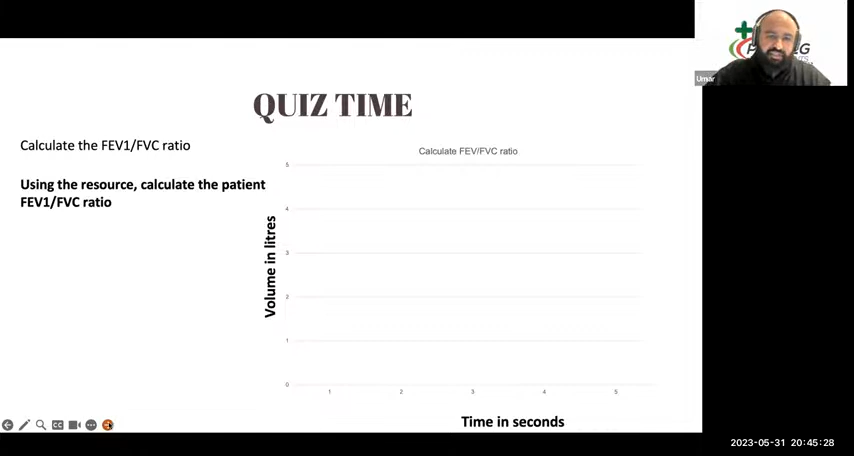 QUIZ TIME
Calculate the FEV1/FVC ratio
Using the resource, calculate the patient
FEV1/FVC ratio
Calculate FEV/FVC ratio
Volume in litres
5
4
3
2
1
0
1 2 3 4 5
Time in seconds
CC
Umar
2023-05-31 20:45:28